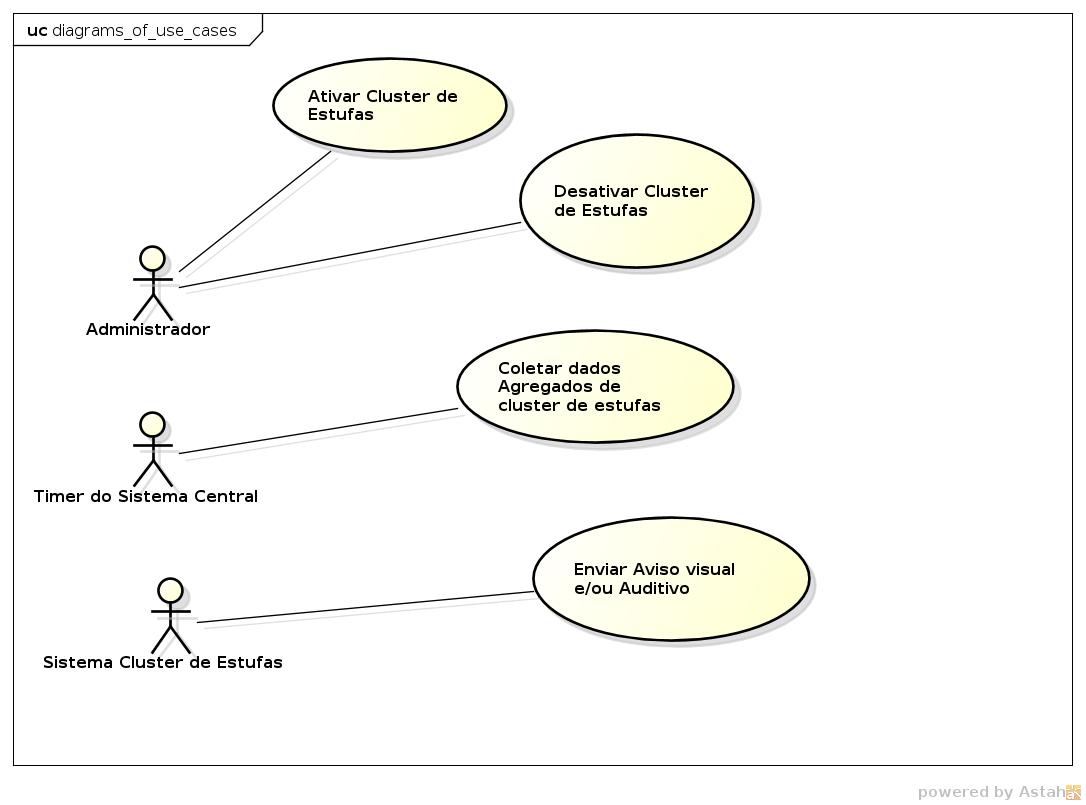 uc diagrams_of_use_cases
Ativar Cluster de
Estufas
Desativar Cluster
de Estufas
Administrador
Coletar dados
Agregados de
cluster de estufas
Timer do Sistema Central
Enviar Aviso visual
e/ou Auditivo
Sistema Cluster de Estufas
powered by Astah